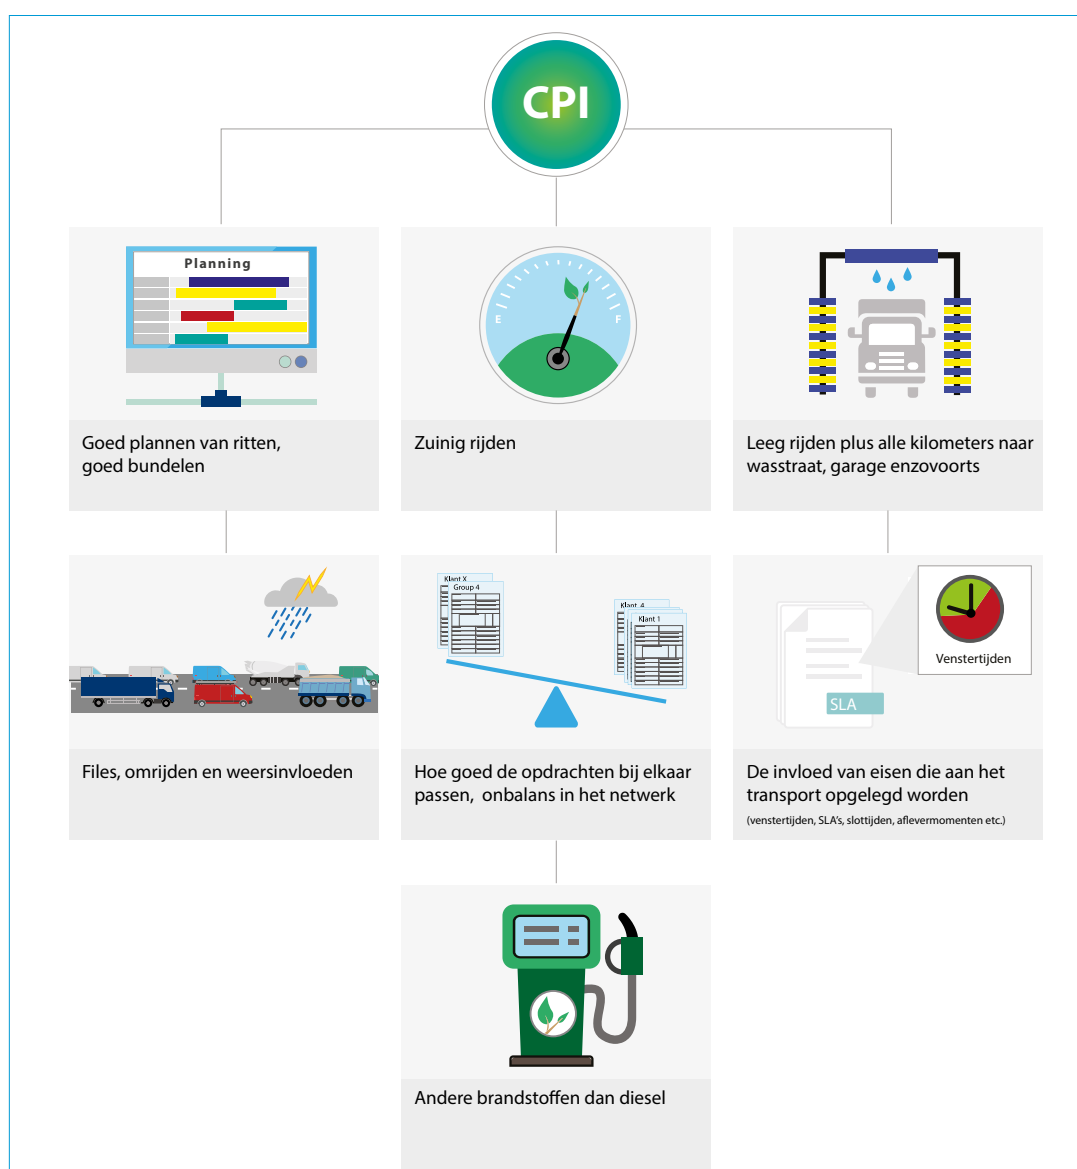 CPI
Planning
Goed plannen van ritten,
goed bundelen
E
F
Zuinig rijden
Leeg rijden plus alle kilometers naar
wasstraat, garage enzovoorts
Files, omrijden en weersinvloeden
Klant X
Group 4
Klant 4
Klant 1
Hoe goed de opdrachten bij elkaar
passen, onbalans in het netwerk
Venstertijden
SLA
De invloed van eisen die aan het
transport opgelegd worden
(venstertijden, SLA's, slottijden, aflevermomenten etc.)
Andere brandstoffen dan diesel